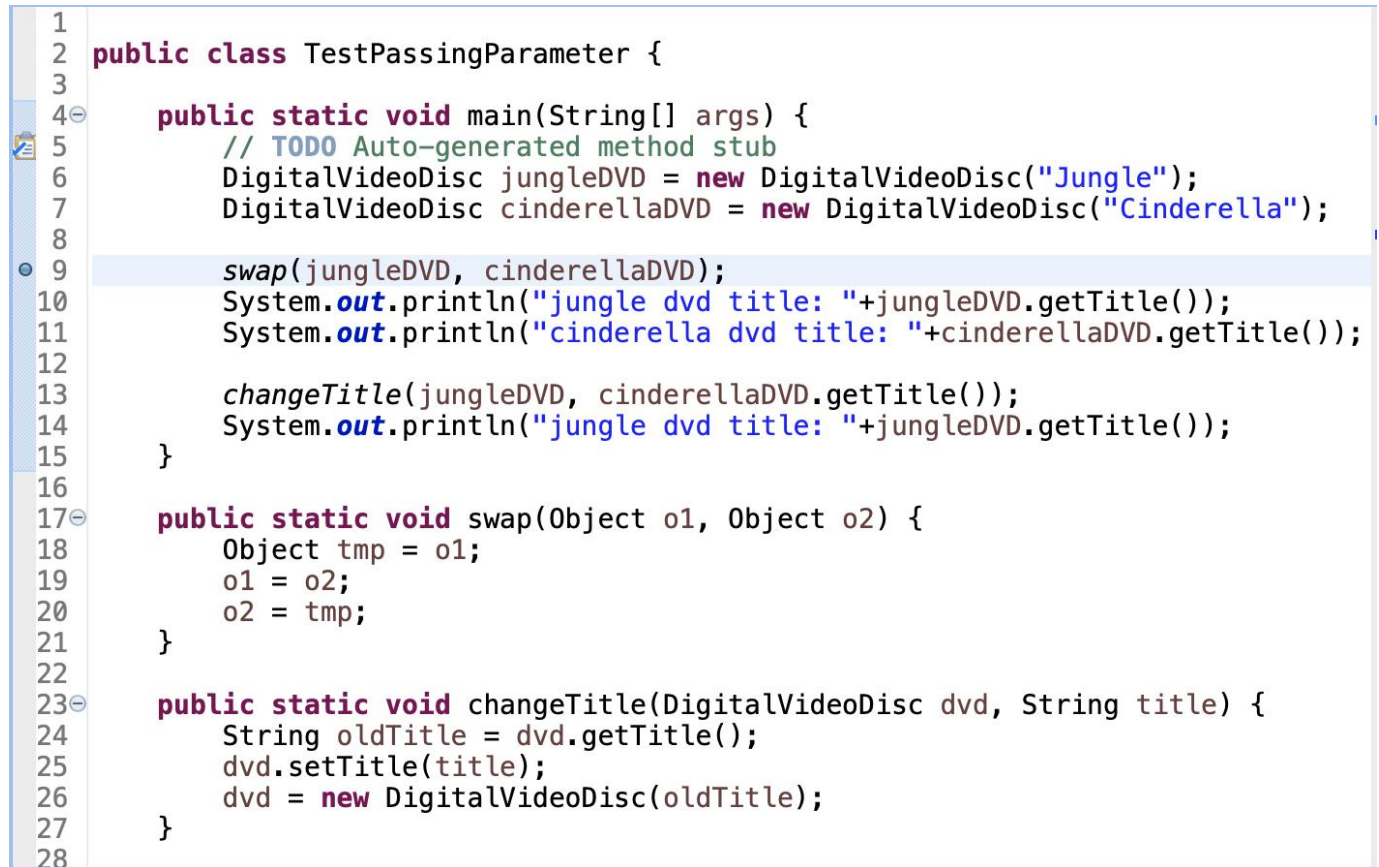 1
2 public class TestPassingParameter {
3
4 public static void main(String[] args) {
5 // TODO Auto-generated method stub
6 DigitalVideoDisc jungleDVD = new DigitalVideoDisc("Jungle");
7 DigitalVideoDisc cinderellaDVD = new DigitalVideoDisc("Cinderella");
8
9 swap(jungleDVD, cinderellaDVD);
10 System.out.println("jungle dvd title: "+jungleDVD.getTitle());
11 System.out.println("cinderella dvd title: "+cinderellaDVD.getTitle());
12
13 changeTitle(jungleDVD, cinderellaDVD.getTitle());
14 System.out.println("jungle dvd title: "+jungleDVD.getTitle());
15 }
16
17 public static void swap(Object o1, Object o2) {
18 Object tmp = o1;
19 o1 = o2;
20 o2 = tmp;
21 }
22
23 public static void changeTitle(DigitalVideoDisc dvd, String title) {
24 String oldTitle = dvd.getTitle();
25 dvd.setTitle(title);
26 dvd = new DigitalVideoDisc(oldTitle);
27 }
28